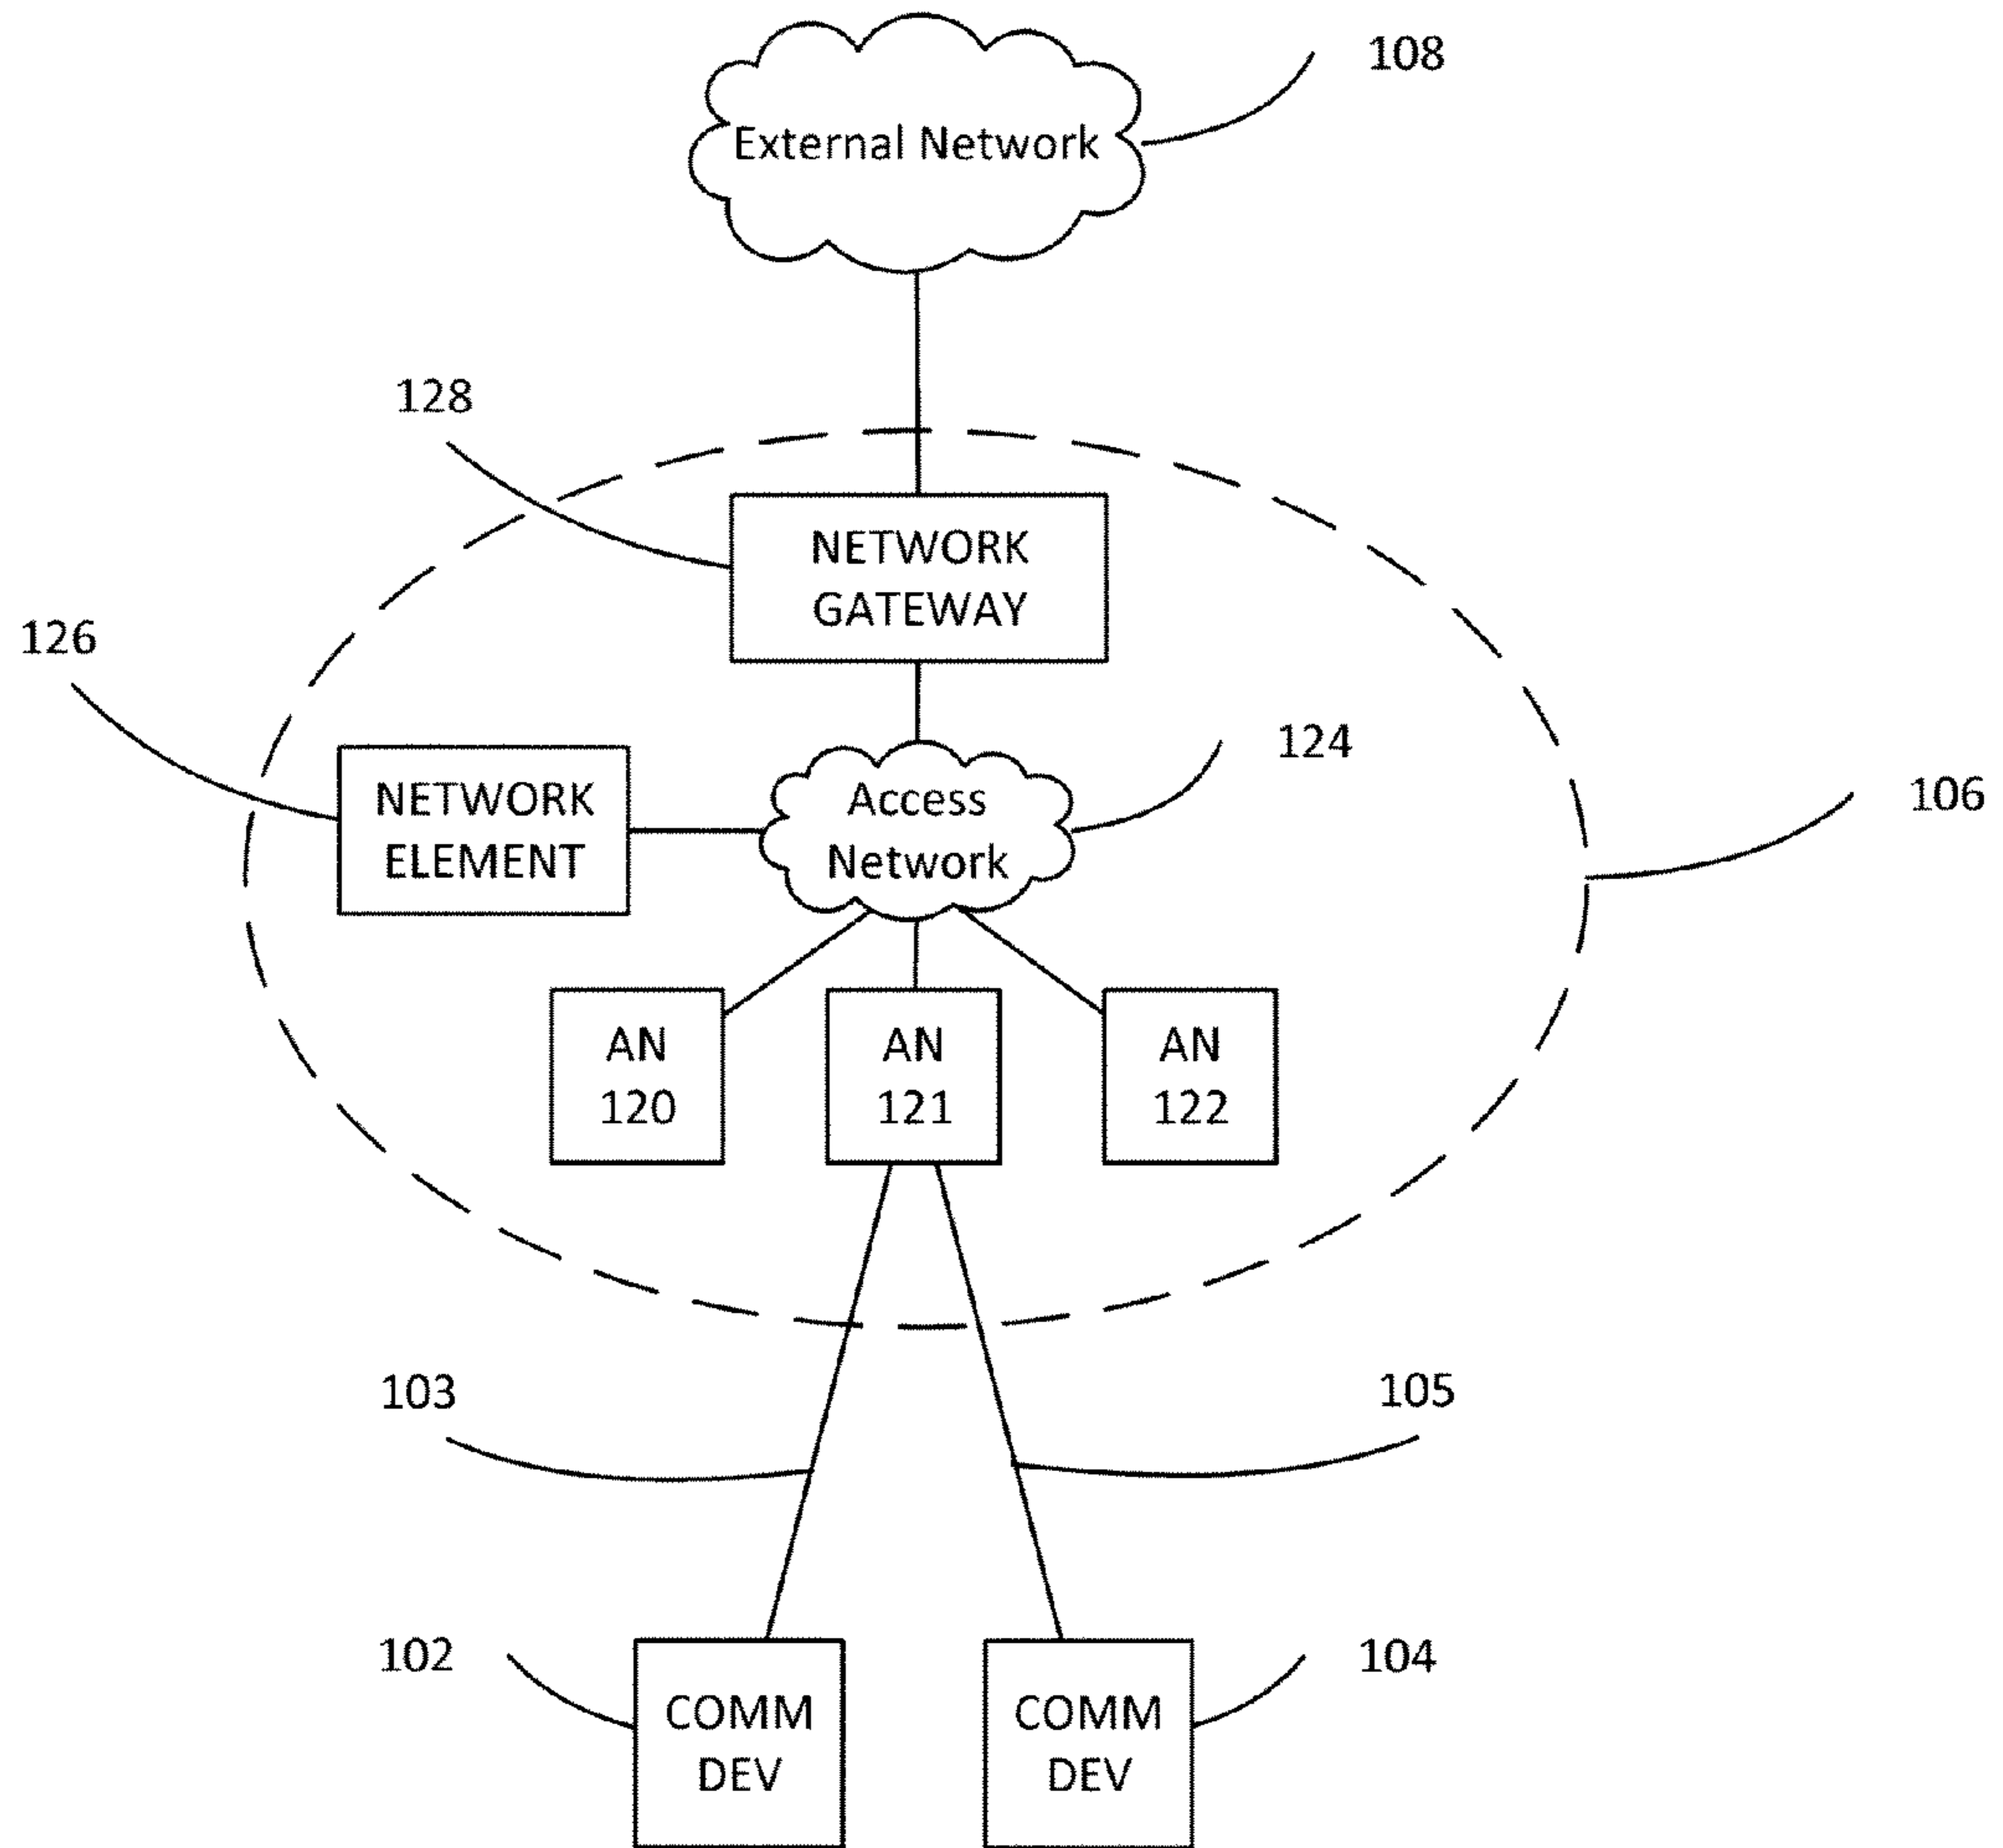 108
External Network
128
NETWORK
GATEWAY
126
124
106
NETWORK
ELEMENT
Access
Network
AN
120
AN
121
AN
122
103
105
102
104
COMM
DEV
COMM
DEV